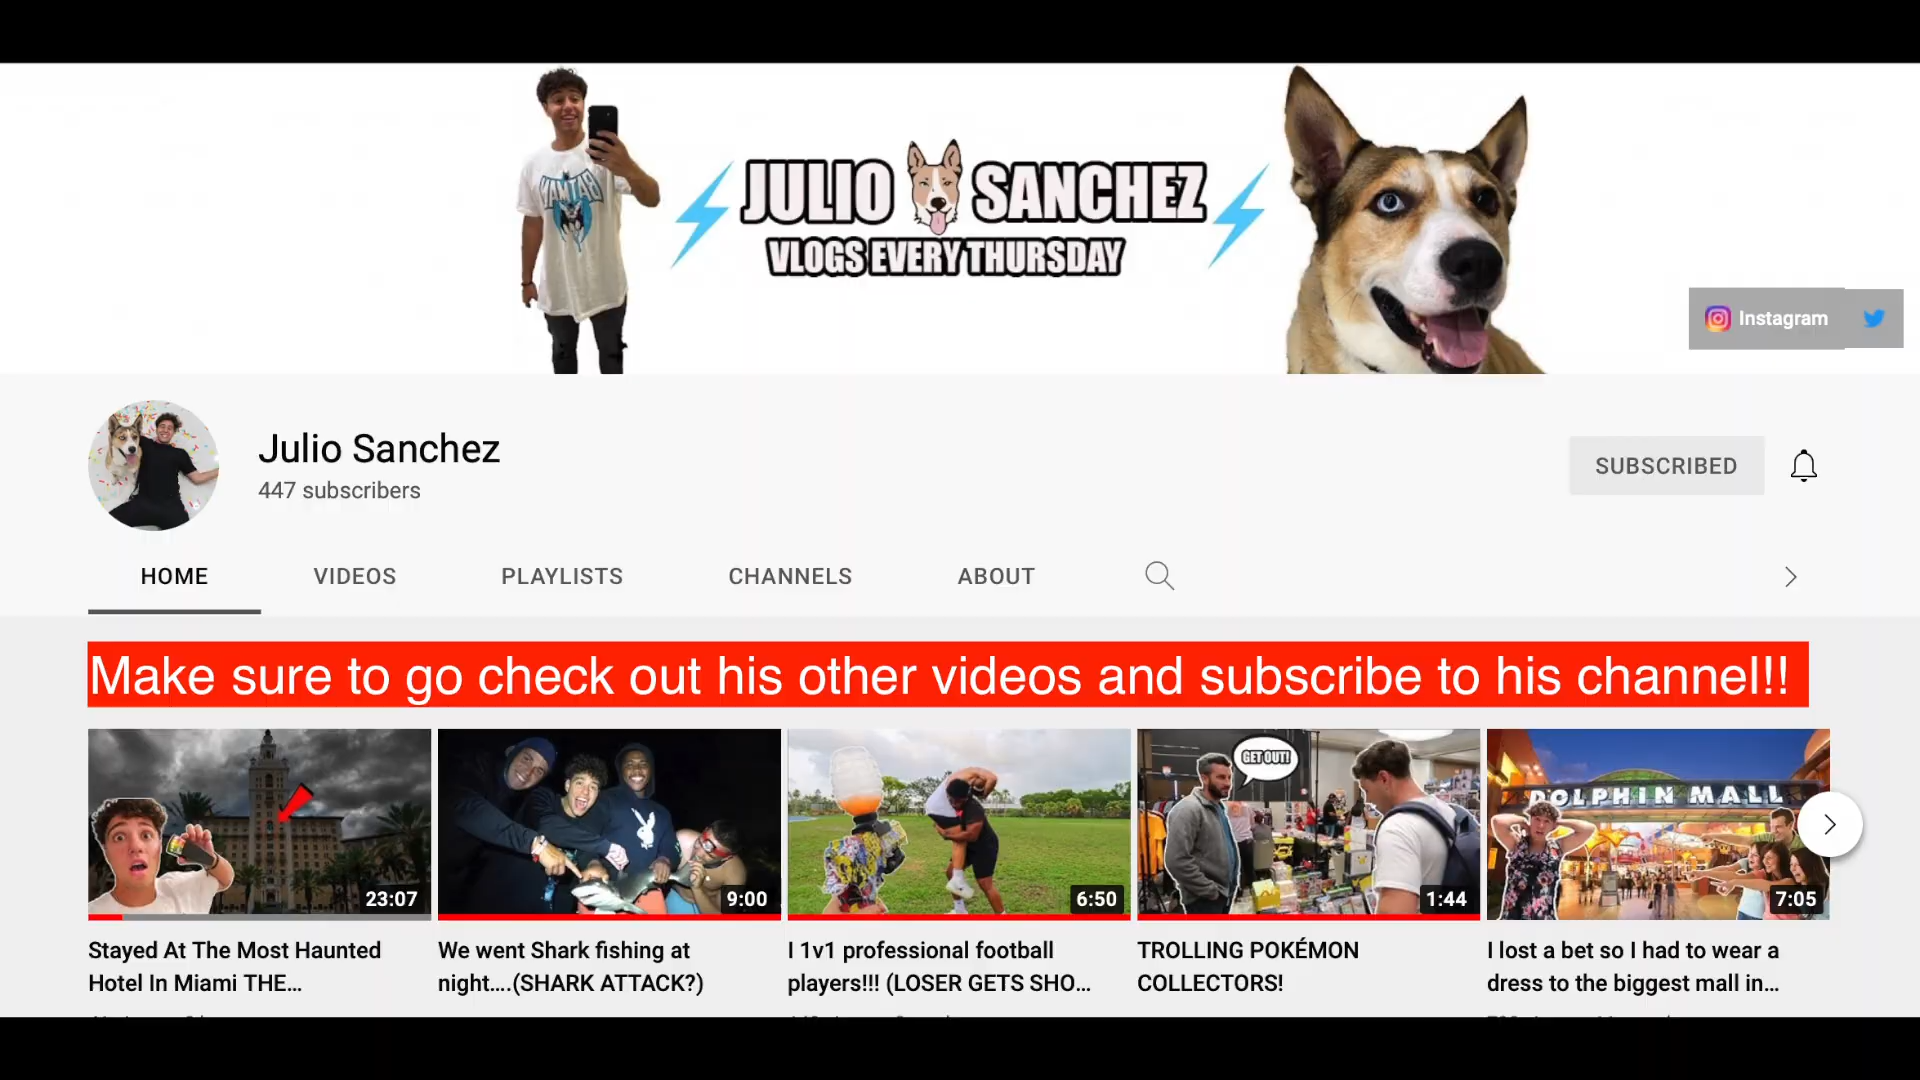 JULIO SANCHEZ
VLOGS EVERY THURSDAY
Instagram
Julio Sanchez
447 subscribers
SUBSCRIBED
HOME VIDEOS PLAYLISTS CHANNELS ABOUT
Make sure to go check out his other videos and subscribe to his channel!!
GET OUT!
DOLPHIN MALL
23:07 9:00 6:50 1:44 7:05
Stayed At The Most Haunted
Hotel In Miami THE...
We went Shark fishing at
night....(SHARK ATTACK?)
I 1v1 professional football
players!!! (LOSER GETS SHO...
TROLLING POKÉMON
COLLECTORS!
I lost a bet so I had to wear a
dress to the biggest mall in...